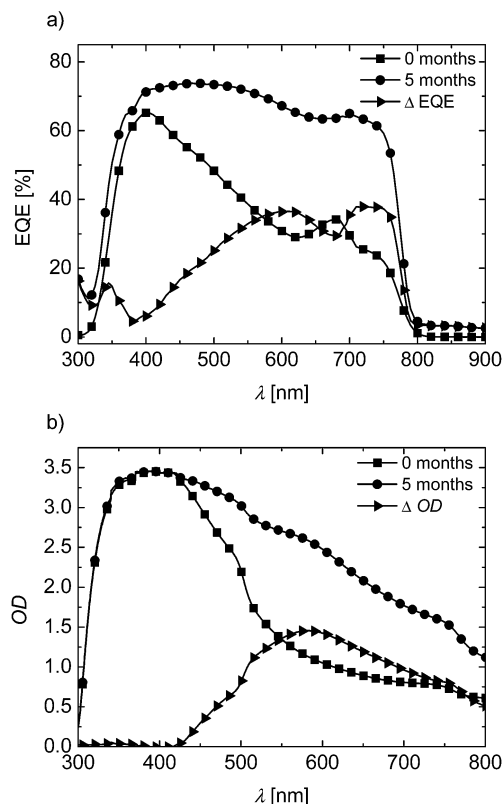 a)
0 months
5 months
Δ EQE
EQE [%]
80
60
40
20
0
300 400 500 600 700 800 900
λ [nm]
b)
0 months
5 months
Δ OD
OD
3.5
3.0
2.5
2.0
1.5
1.0
0.5
0.0
300 400 500 600 700 800
λ [nm]